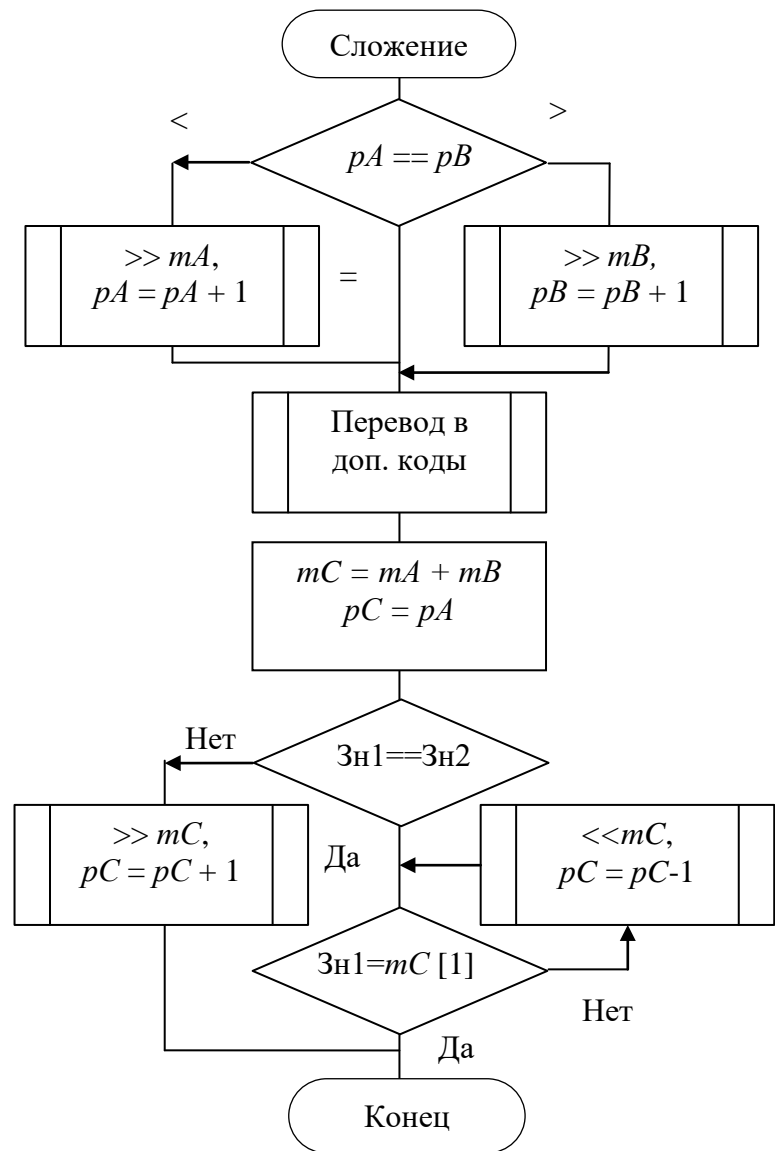 Сложение
< >
pA == pB
>> mA,
pA = pA + 1
=
>> mB,
pB = pB + 1
Перевод в
доп. коды
mC = mA + mB
pC = pA
Нет
Зн1==Зн2
>> mC,
pC = pC + 1
Да
<<mC,
pC = pC-1
Зн1=mC [1]
Нет
Да
Конец